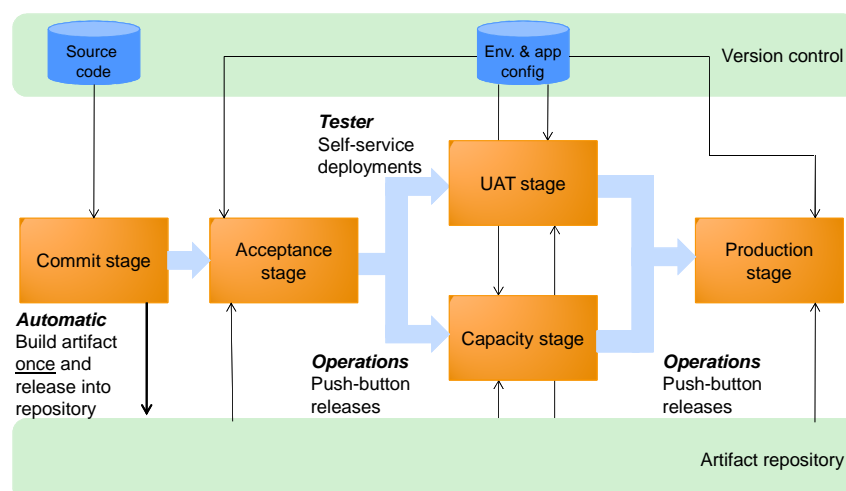 Source
code
Env. & app
config
Version control
Tester
Self-service
deployments
UAT stage
Commit stage
Acceptance
stage
Production
stage
Capacity stage
Automatic
Build artifact
once and
release into
repository
Operations
Push-button
releases
Operations
Push-button
releases
Artifact repository